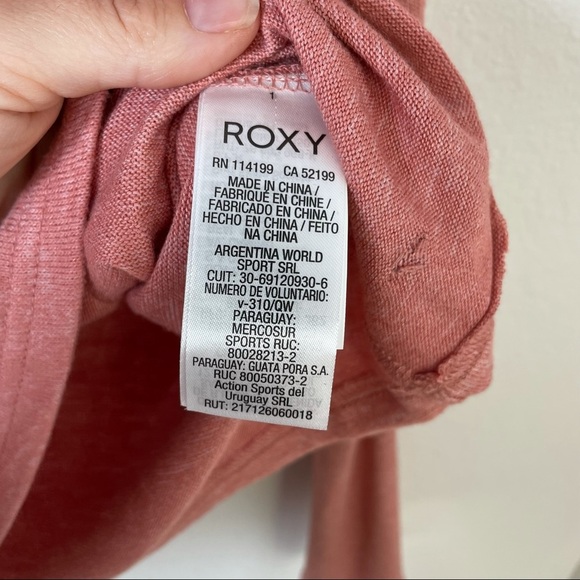 1
ROXY
RN 114199 CA 52199
MADE IN CHINA /
FABRIQUÉ EN CHINE /
FABRICADO EN CHINA /
HECHO EN CHINA / FEITO
NA CHINA
ARGENTINA WORLD
SPORT SRL
CUIT: 30-69120930-6
NUMERO DE VOLUNTARIO:
v-310/QW
PARAGUAY:
MERCOSUR
SPORTS RUC:
80028213-2
PARAGUAY: GUATA PORA S.A.
RUC 80050373-2
Action Sports del
Uruguay SRL
RUT: 217126060018